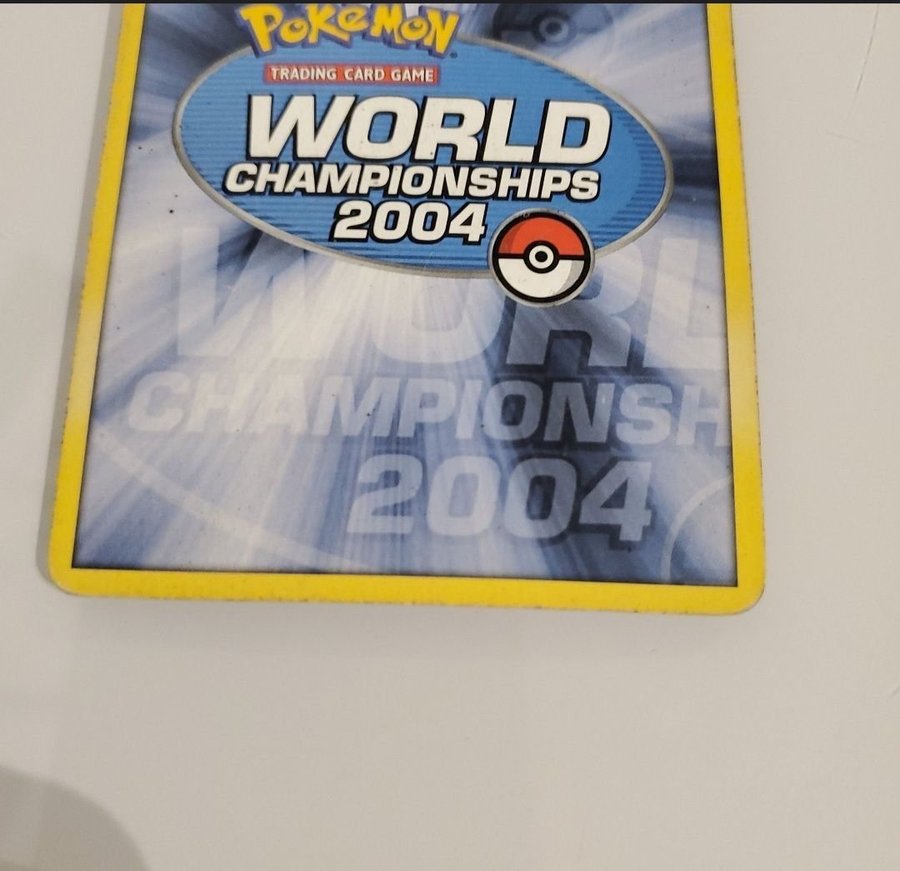 POKéMON
TRADING CARD GAME
WORLD
CHAMPIONSHIPS
2004
WORL
CHAMPIONSH
2004